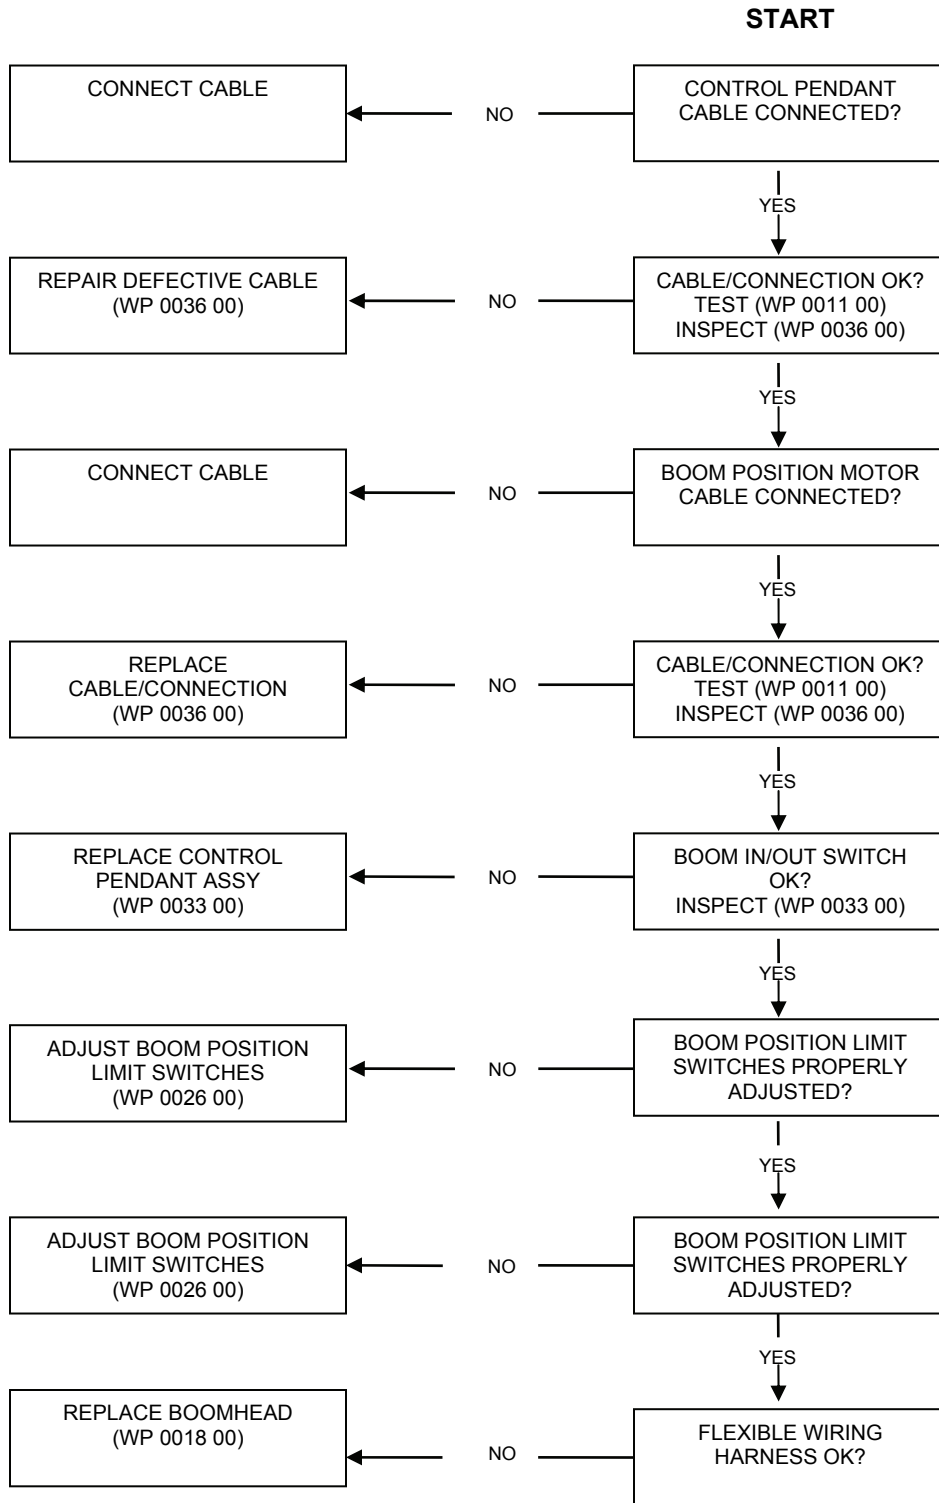 START
CONNECT CABLE
NO
CONTROL PENDANT
CABLE CONNECTED?
YES
REPAIR DEFECTIVE CABLE
(WP 0036 00)
NO
CABLE/CONNECTION OK?
TEST (WP 0011 00)
INSPECT (WP 0036 00)
YES
CONNECT CABLE
NO
BOOM POSITION MOTOR
CABLE CONNECTED?
YES
REPLACE
CABLE/CONNECTION
(WP 0036 00)
NO
CABLE/CONNECTION OK?
TEST (WP 0011 00)
INSPECT (WP 0036 00)
YES
REPLACE CONTROL
PENDANT ASSY
(WP 0033 00)
NO
BOOM IN/OUT SWITCH
OK?
INSPECT (WP 0033 00)
YES
ADJUST BOOM POSITION
LIMIT SWITCHES
(WP 0026 00)
NO
BOOM POSITION LIMIT
SWITCHES PROPERLY
ADJUSTED?
YES
ADJUST BOOM POSITION
LIMIT SWITCHES
(WP 0026 00)
NO
BOOM POSITION LIMIT
SWITCHES PROPERLY
ADJUSTED?
YES
REPLACE BOOMHEAD
(WP 0018 00)
NO
FLEXIBLE WIRING
HARNESS OK?